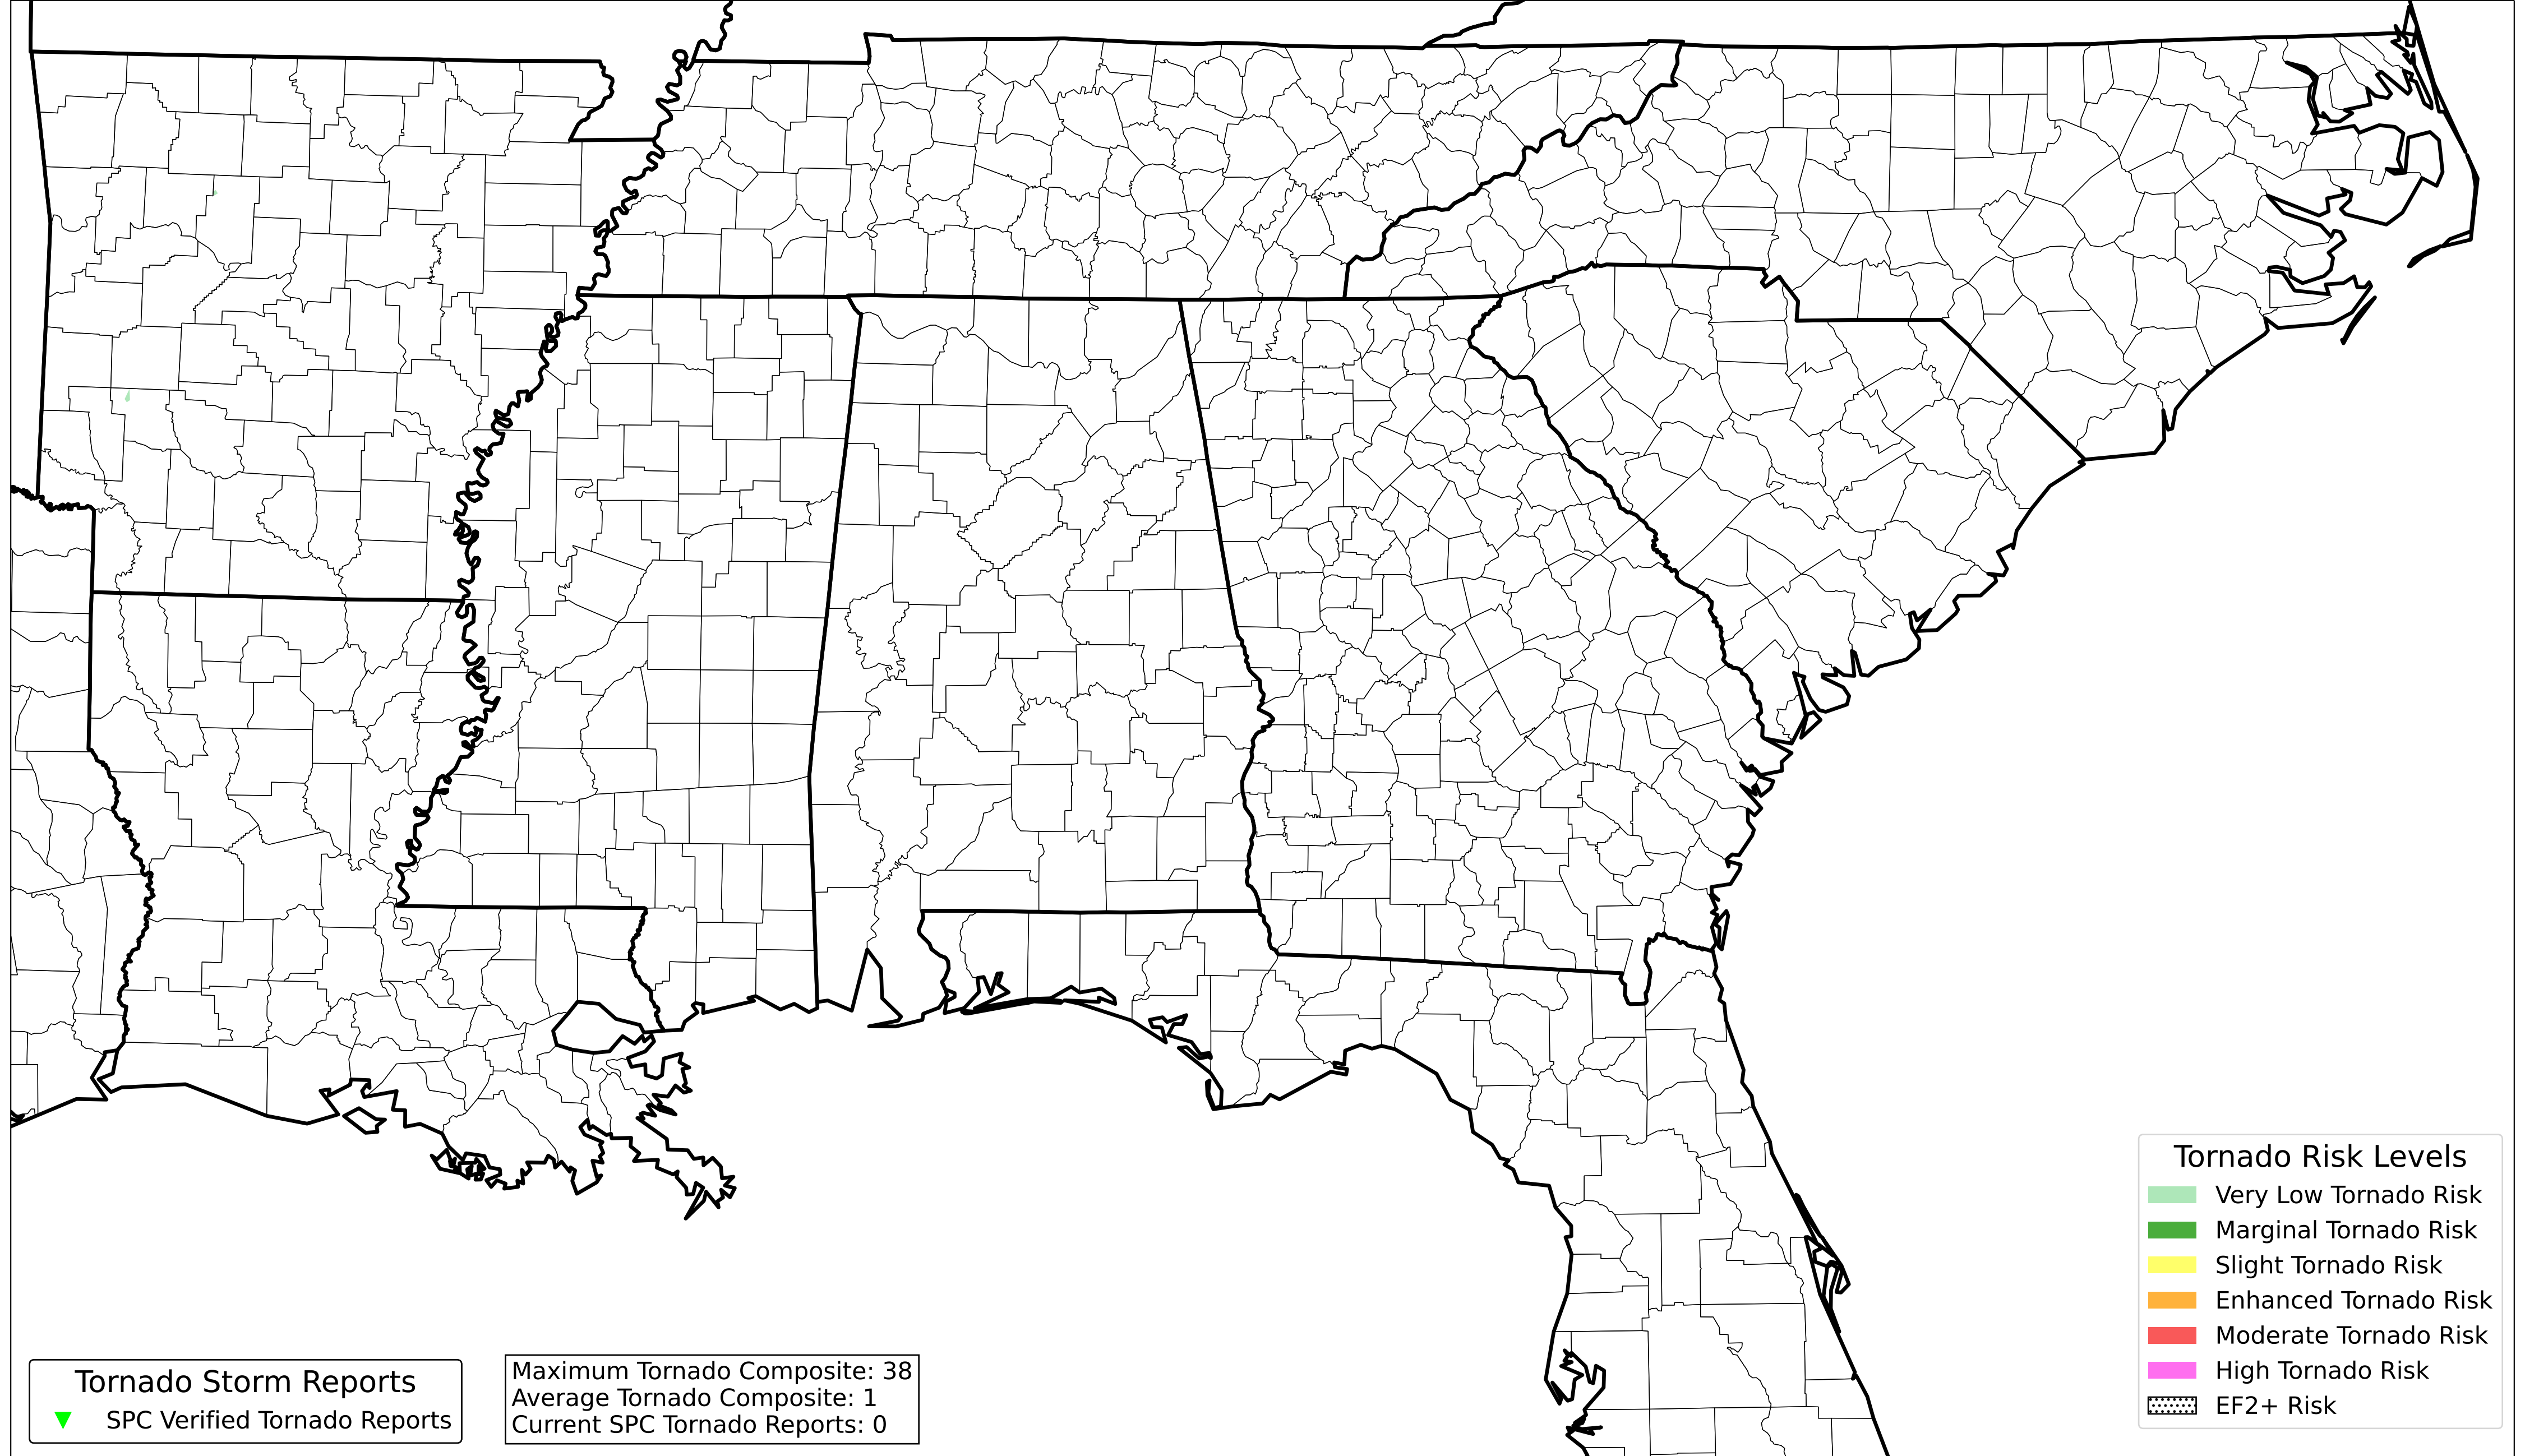 Tornado Risk Levels
Very Low Tornado Risk
Marginal Tornado Risk
Slight Tornado Risk
Enhanced Tornado Risk
Moderate Tornado Risk
High Tornado Risk
EF2+ Risk
Tornado Storm Reports
SPC Verified Tornado Reports
Maximum Tornado Composite: 38
Average Tornado Composite: 1
Current SPC Tornado Reports: 0